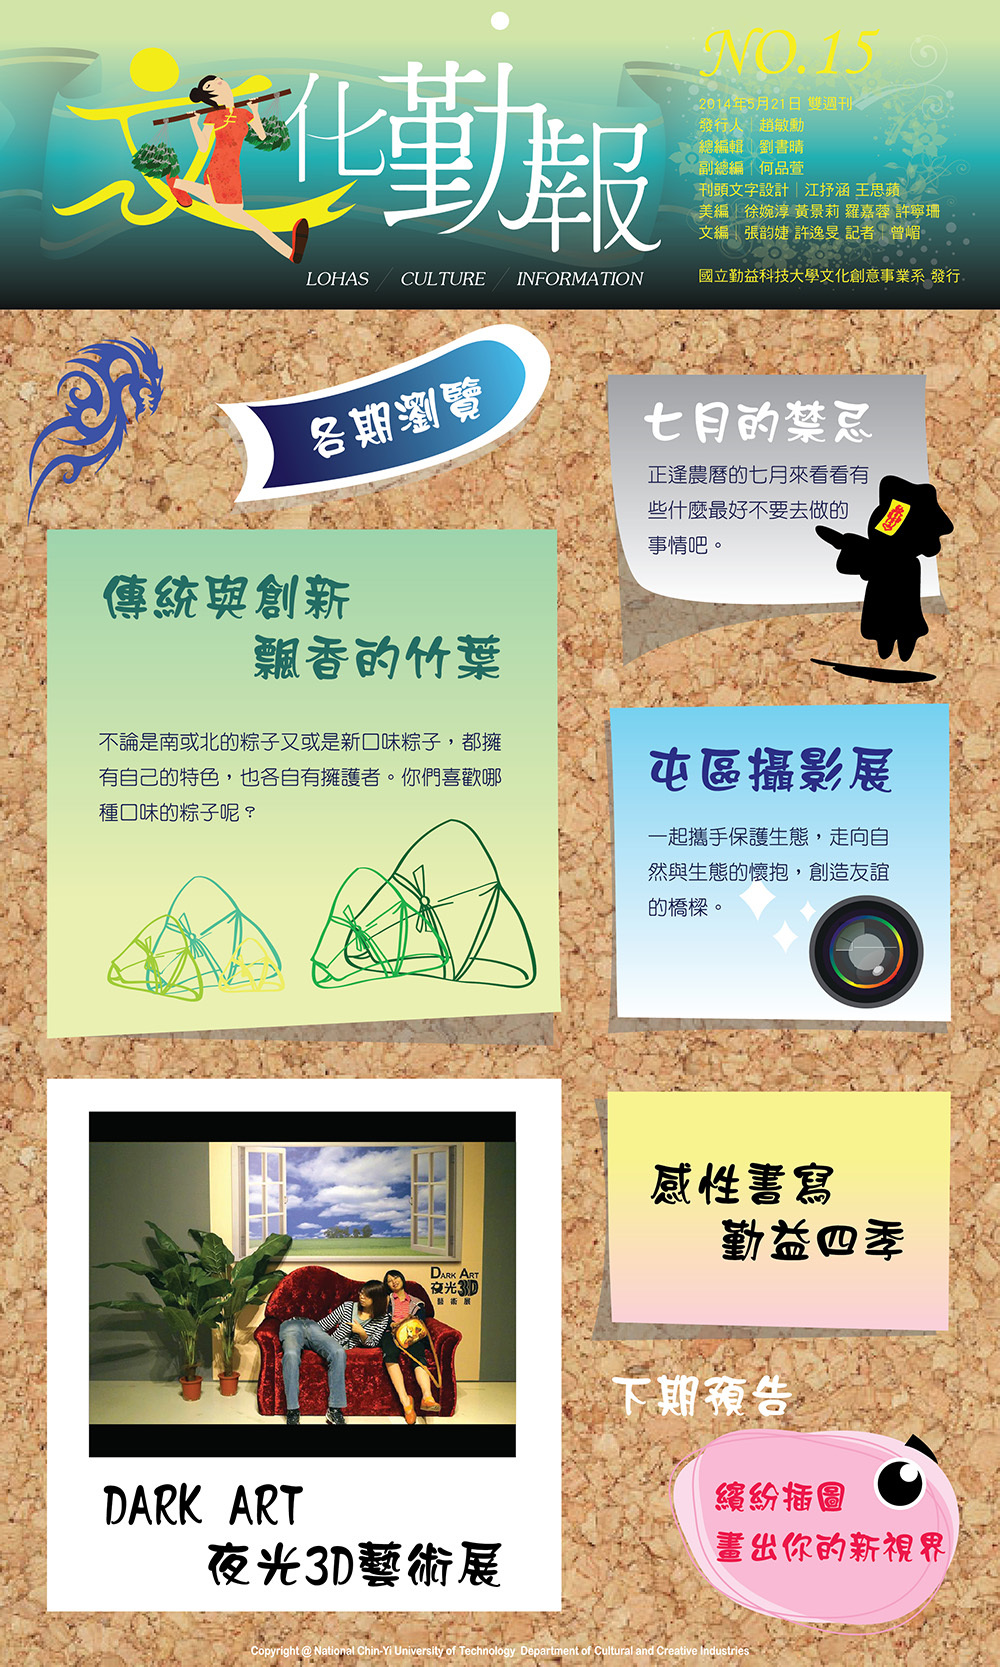 文化勤報
LOHAS / CULTURE / INFORMATION
NO.15
2014年5月21日 雙週刊
發行人｜趙敏勳
總編輯｜劉書晴
副總編｜何品萱
刊頭文字設計｜江抒涵 王思蘋
美編｜徐婉淳 黃景莉 羅嘉蓉 許寧珊
文編｜張韵婕 許逸旻 記者｜曾嵋
國立勤益科技大學文化創意事業系 發行
各期瀏覽
七月的禁忌
正逢農曆的七月來看看有
些什麼最好不要去做的
事情吧。
傳統與創新
飄香的竹葉
不論是南或北的粽子又或是新口味粽子，都擁
有自己的特色，也各自有擁護者。你們喜歡哪
種口味的粽子呢？
屯區攝影展
一起攜手保護生態，走向自
然與生態的懷抱，創造友誼
的橋樑。
DARK ART
夜光3D
藝術展
DARK ART
夜光3D藝術展
感性書寫
勤益四季
下期預告
繽紛插圖
畫出你的新視界
Copyright @ National Chin-Yi University of Technology Department of Cultural and Creative Industries